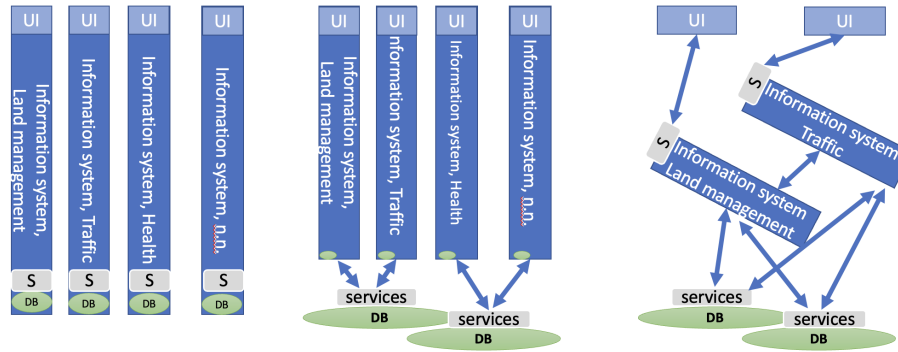 UI
UI
UI
UI
Information system,
Land management
Information system, Traffic
Information system, Health
Information system, n.n.
S
S
S
S
DB
DB
DB
DB
UI
UI
UI
UI
Information system,
Land management
nformation system, Traffic
Information system, Health
Information system, n.n.
services
DB
services
DB
UI
UI
S
Information system
Traffic
S
Information system
Land management
services
DB
services
DB